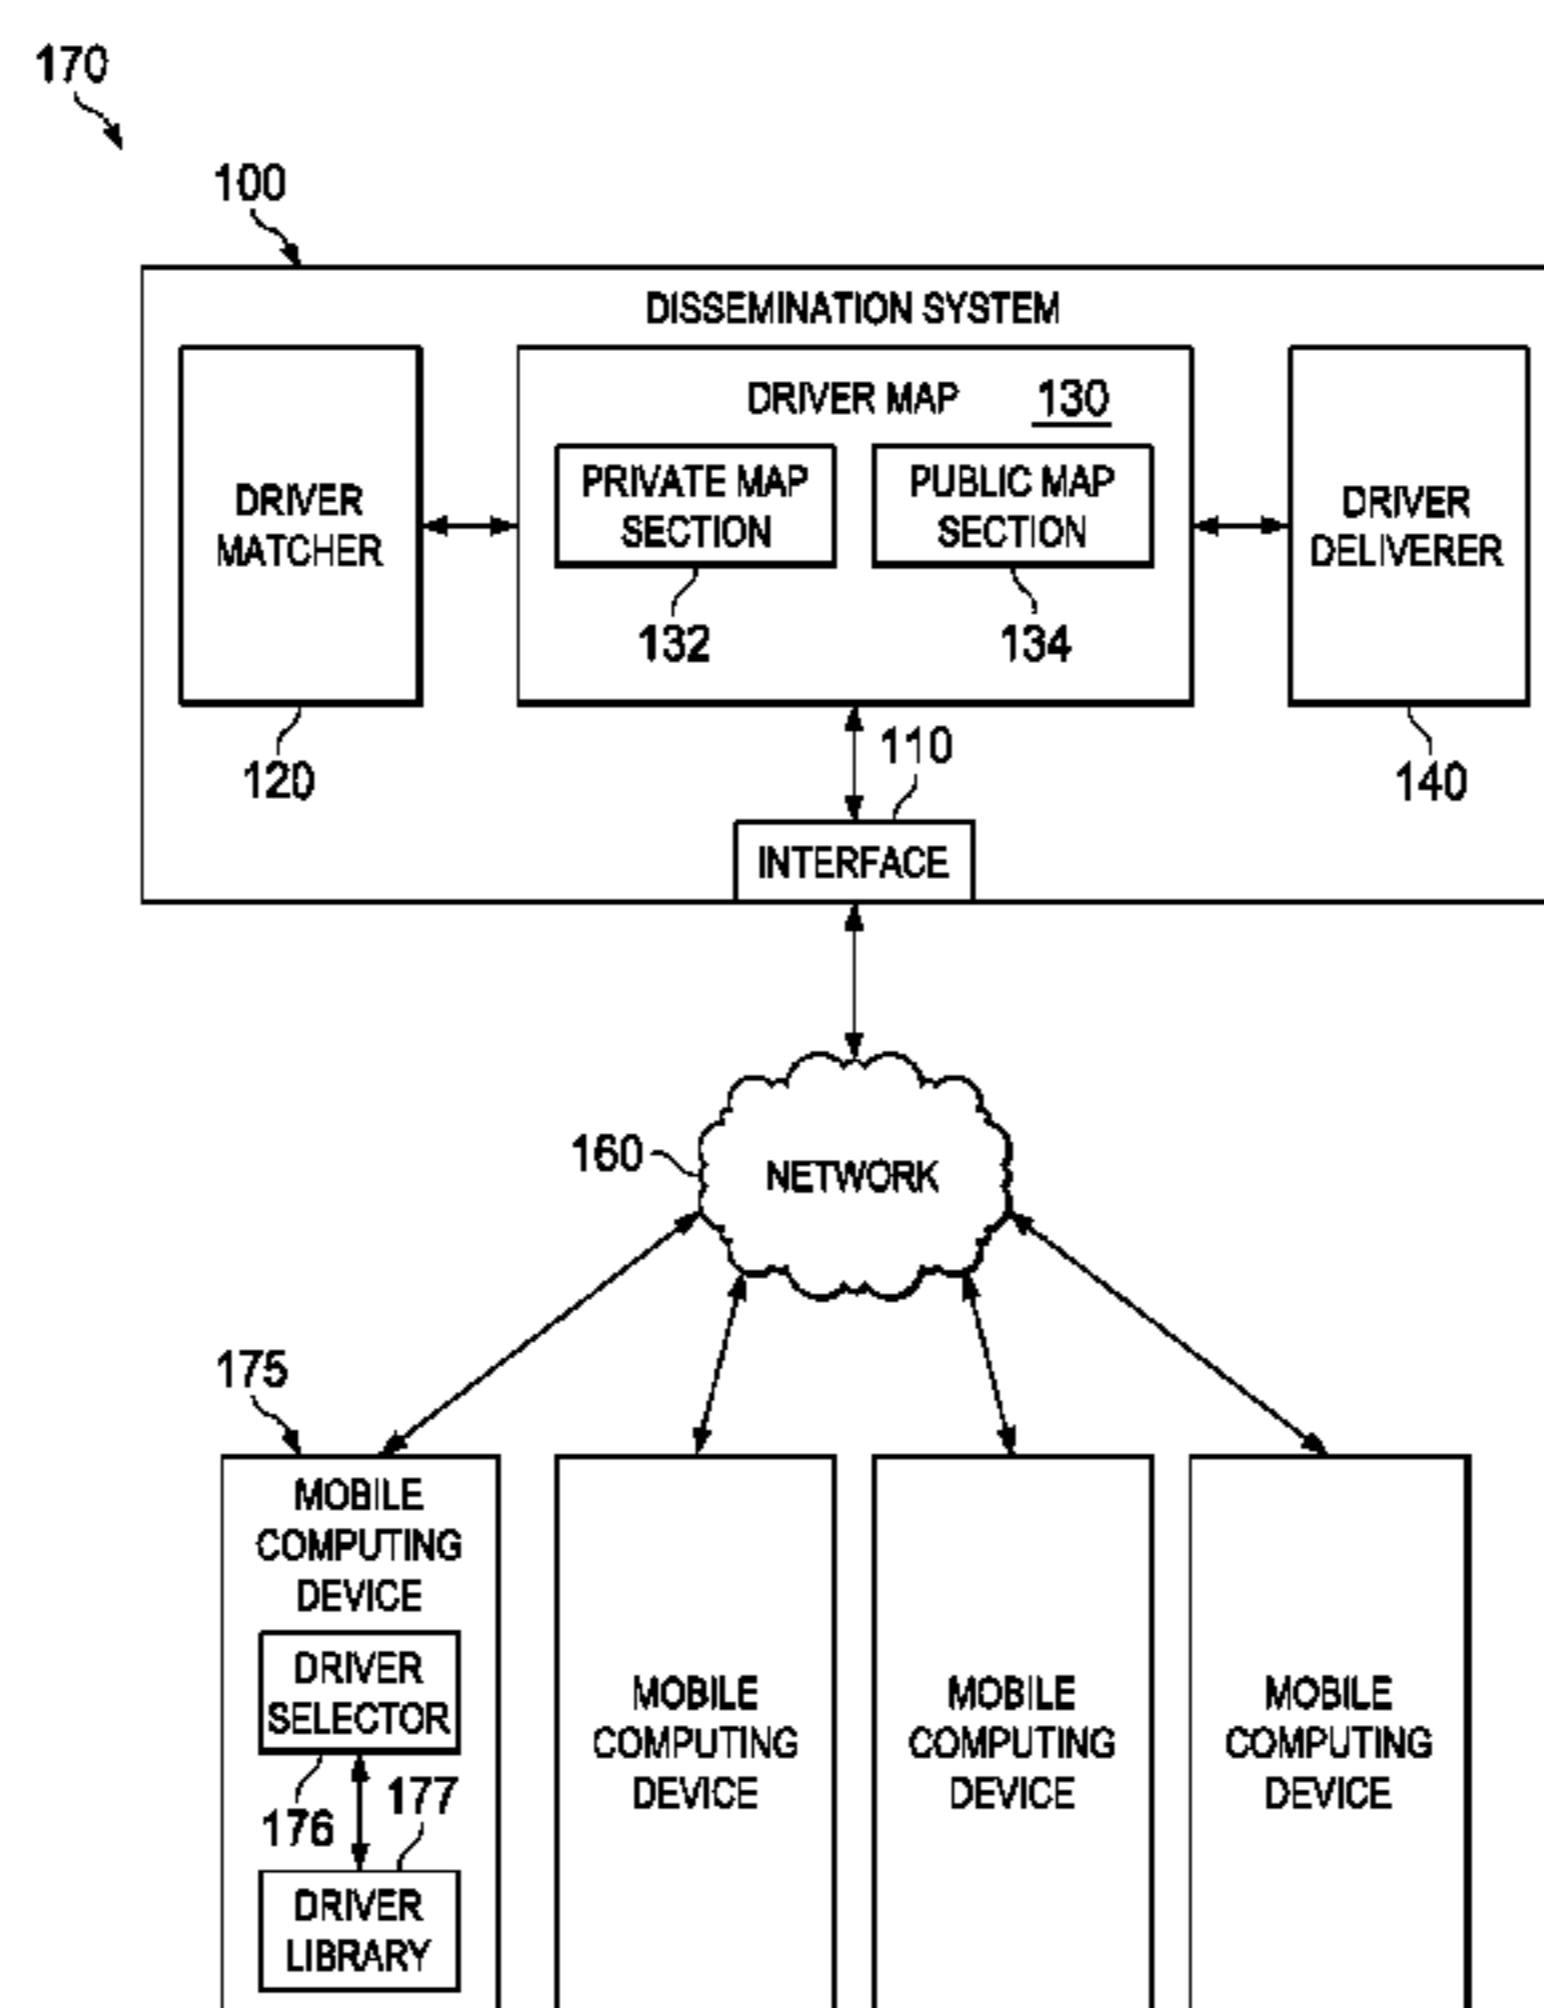 170
100
DISSEMINATION SYSTEM
DRIVER MAP 130
DRIVER
MATCHER
PRIVATE MAP
SECTION
PUBLIC MAP
SECTION
DRIVER
DELIVERER
132
134
120
110
140
INTERFACE
160
NETWORK
175
MOBILE
COMPUTING
DEVICE
DRIVER
SELECTOR
176
177
DRIVER
LIBRARY
MOBILE
COMPUTING
DEVICE
MOBILE
COMPUTING
DEVICE
MOBILE
COMPUTING
DEVICE